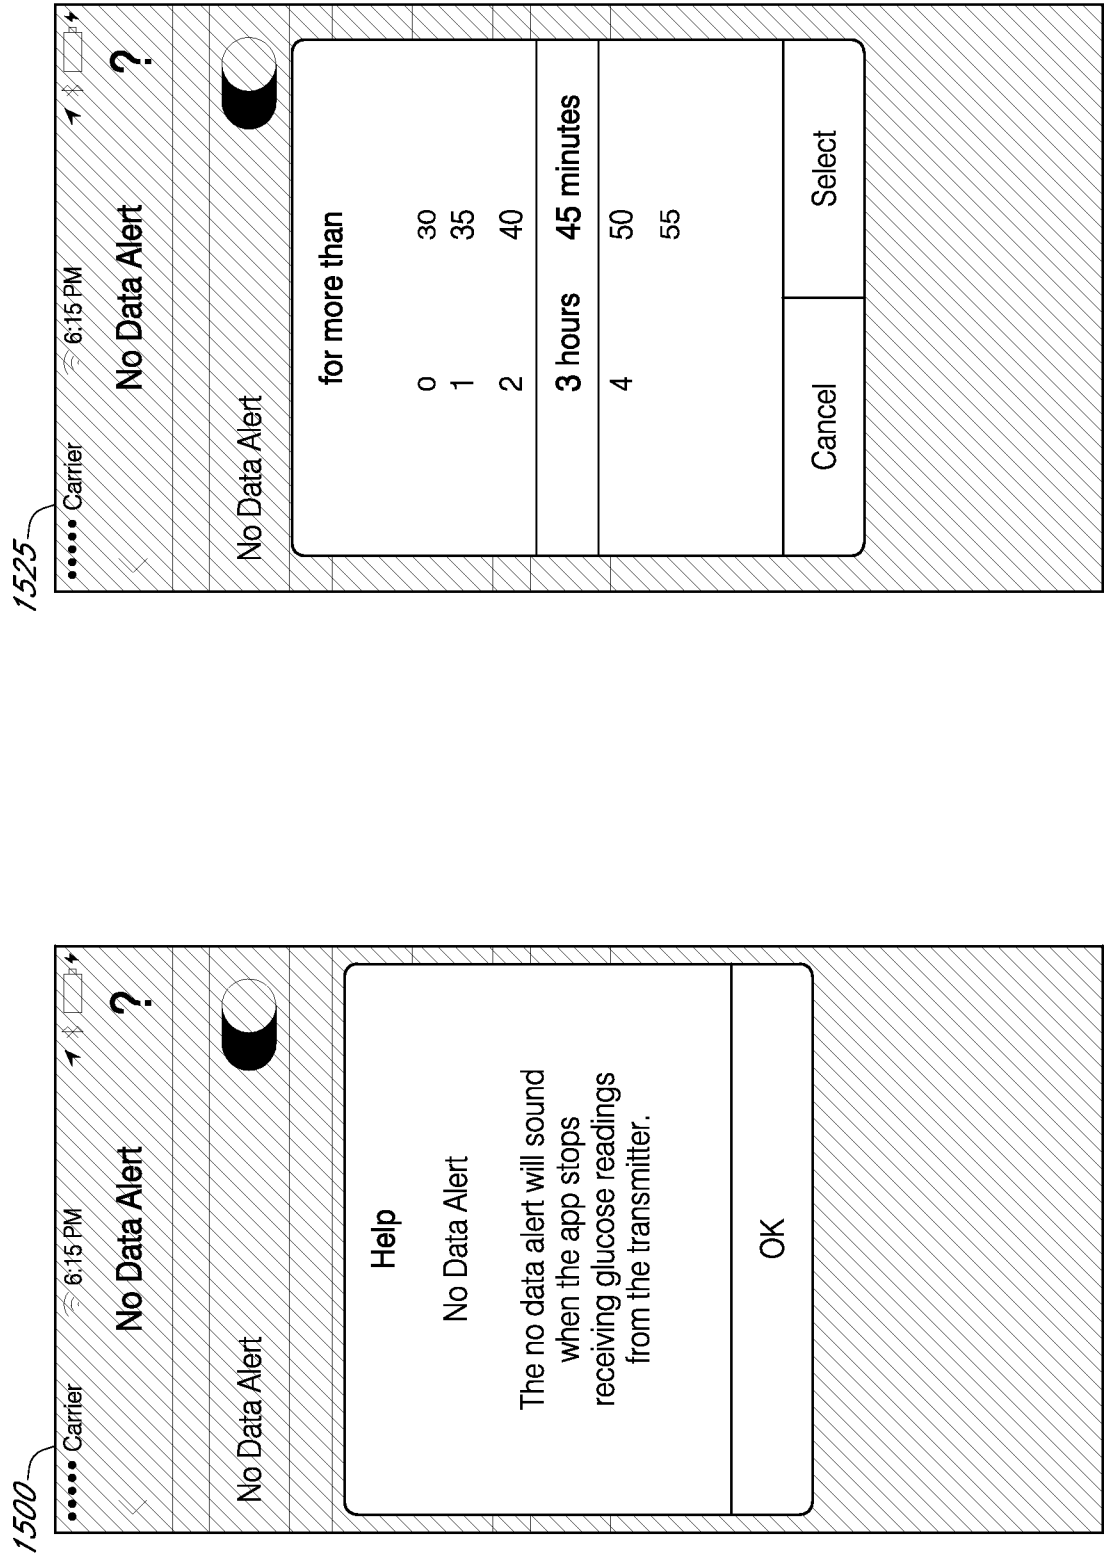 1500
••••• Carrier 6:15 PM
No Data Alert ?
No Data Alert
Help
No Data Alert
The no data alert will sound
when the app stops
receiving glucose readings
from the transmitter.
OK
1525
••••• Carrier 6:15 PM
No Data Alert ?
No Data Alert
for more than
0 30
1 35
2 40
3 hours 45 minutes
4 50
55
Cancel Select